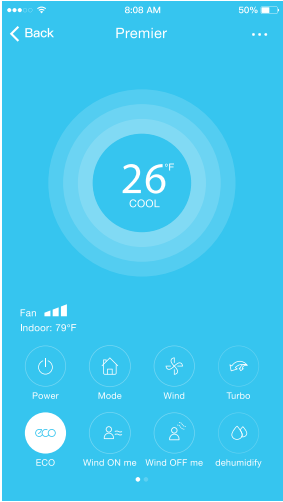 8:08 AM 50%
Back Premier
26°F
COOL
Fan
Indoor: 79°F
Power Mode Wind Turbo
eco
ECO Wind ON me Wind OFF me dehumidify